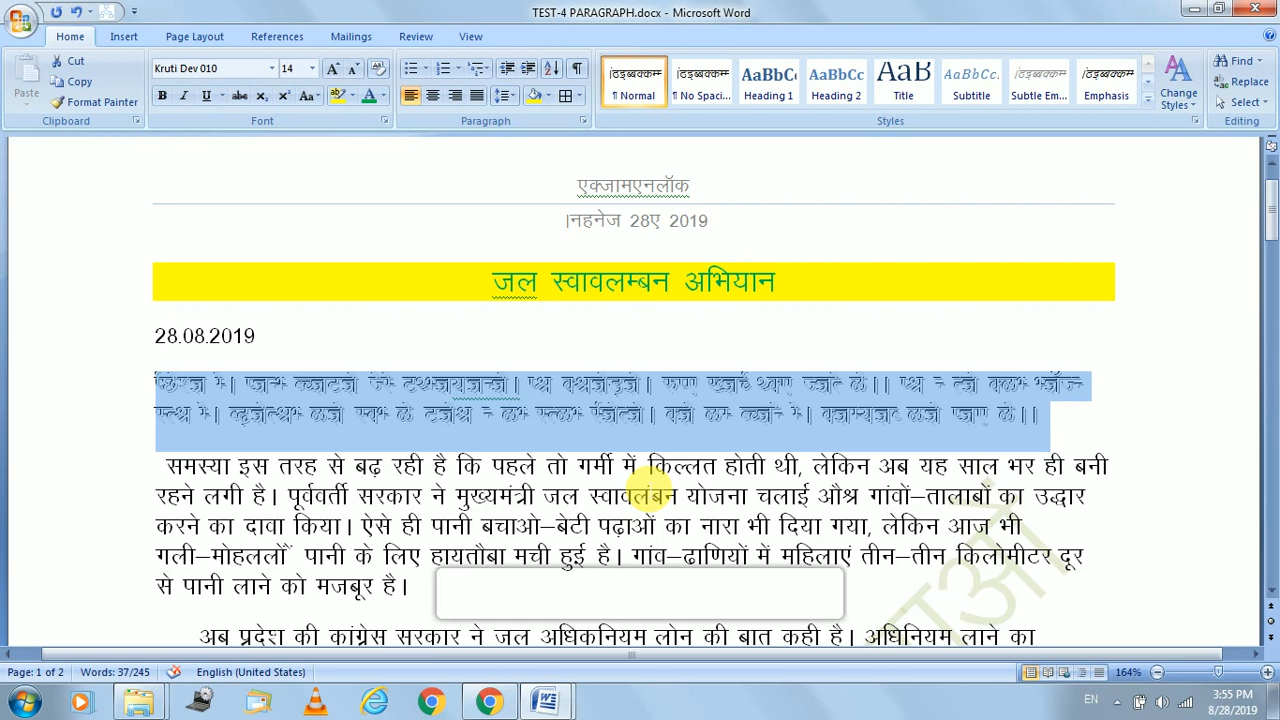 TEST-4 PARAGRAPH.docx - Microsoft Word
Home Insert Page Layout References Mailings Review View
Paste
Cut
Copy
Format Painter
Clipboard
Kruti Dev 010 14
Font
Paragraph
¶ Normal ¶ No Spaci... Heading 1 Heading 2 Title Subtitle Subtle Em... Emphasis
AaBbC AaBbCc AaB AaBbCc.
Change Styles
Styles
Find
Replace
Select
Editing
एक्जामएनलॉक
।नहनेज 28ए 2019
जल स्वावलम्बन अभियान
28.08.2019
समस्या इस तरह से बढ़ रही है कि पहले तो गर्मी में किल्लत होती थी, लेकिन अब यह साल भर ही बनी
रहने लगी है। पूर्ववर्ती सरकार ने मुख्यमंत्री जल स्वावलंबन योजना चलाई औश्र गांवों–तालाबों का उद्धार
करने का दावा किया। ऐसे ही पानी बचाओ–बेटी पढ़ाओं का नारा भी दिया गया, लेकिन आज भी
गली–मोहललोें पानी के लिए हायतौबा मची हुई है। गांव–ढाणियों में महिलाएं तीन–तीन किलोमीटर दूर
से पानी लाने को मजबूर है।
अब प्रदेश की कांग्रेस सरकार ने जल अधिकनियम लोन की बात कही है। अधिनियम लाने का
Page: 1 of 2 Words: 37/245 English (United States) 164%
EN 3:55 PM
8/28/2019